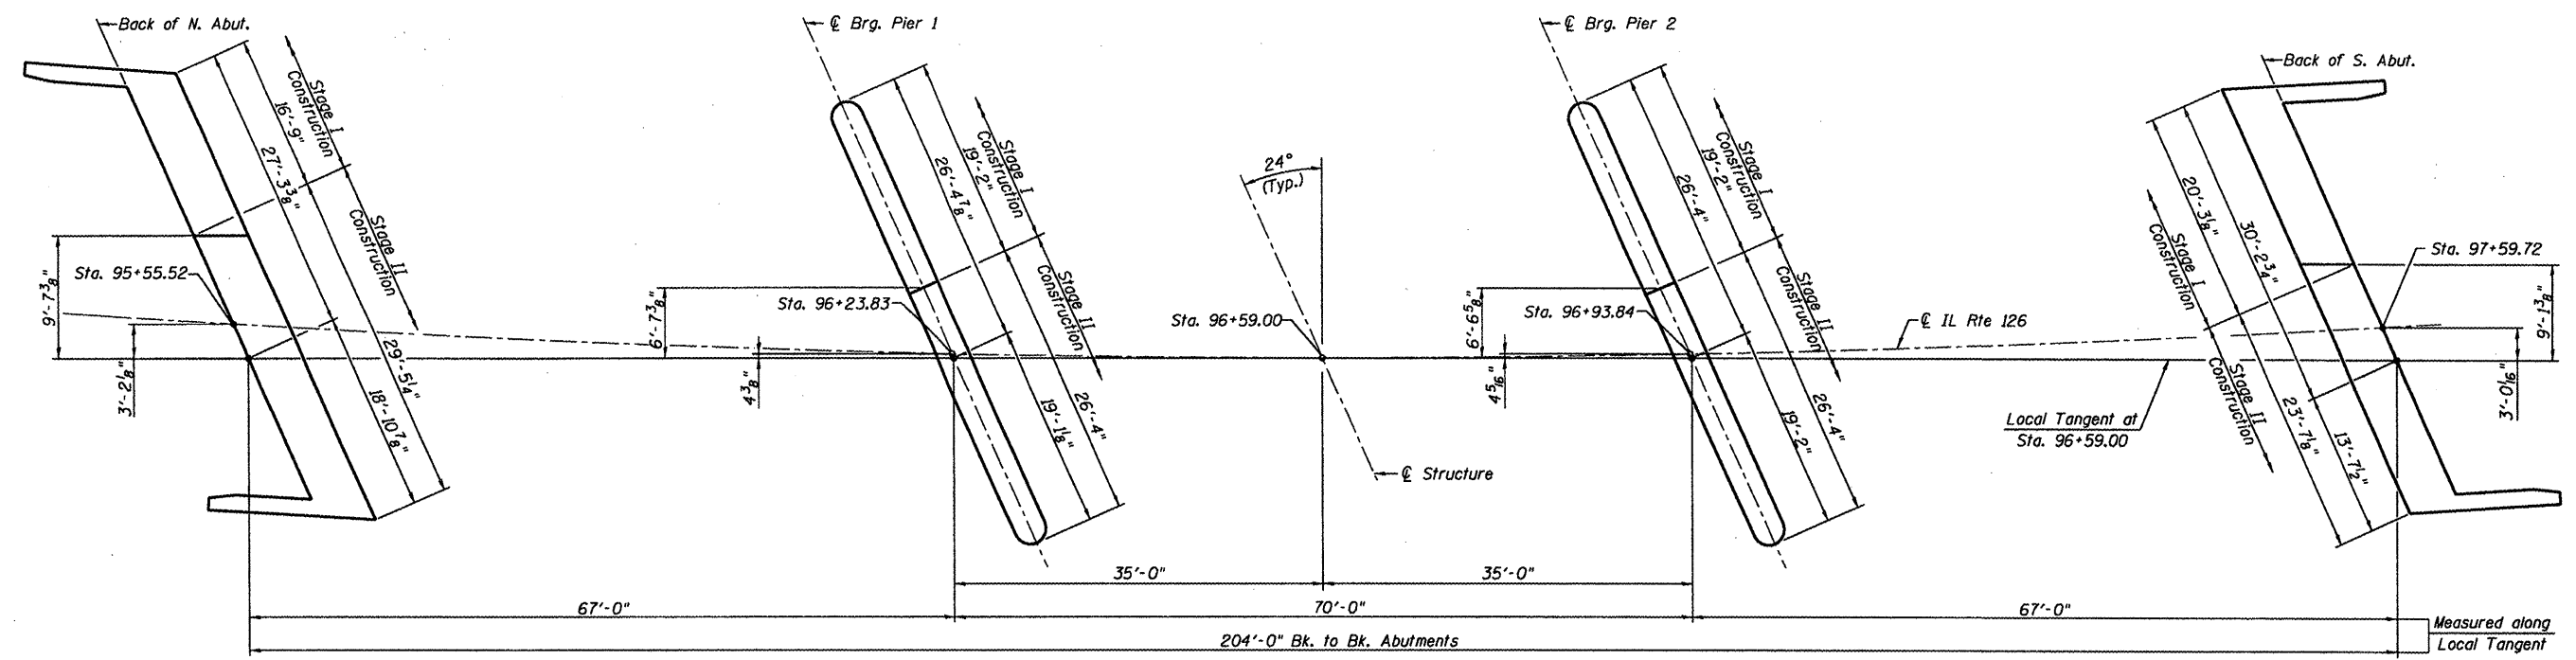 Back of N. Abut.
℄ Brg. Pier 1
℄ Brg. Pier 2
Back of S. Abut.
Stage I
Construction
16'-9"
27'-3 3/8"
Stage II
Construction
29'-5 1/4"
18'-10 7/8"
9'-7 3/8"
Sta. 95+55.52
3'-2 1/8"
Stage I
Construction
19'-2"
26'-4 7/8"
Stage II
Construction
26'-4"
19'-1 1/8"
6'-7 3/8"
Sta. 96+23.83
4 3/8"
24°
(Typ.)
Sta. 96+59.00
℄ Structure
Stage I
Construction
19'-2"
26'-4"
Stage II
Construction
26'-4"
19'-2"
6'-6 5/8"
Sta. 96+93.84
4 5/16"
℄ IL Rte 126
Local Tangent at
Sta. 96+59.00
20'-3 1/8"
30'-2 3/4"
Stage I
Construction
Stage II
Construction
23'-7 1/8"
13'-7 1/2"
Sta. 97+59.72
9'-1 3/8"
3'-0 1/16"
35'-0"
35'-0"
67'-0"
70'-0"
67'-0"
204'-0" Bk. to Bk. Abutments
Measured along
Local Tangent